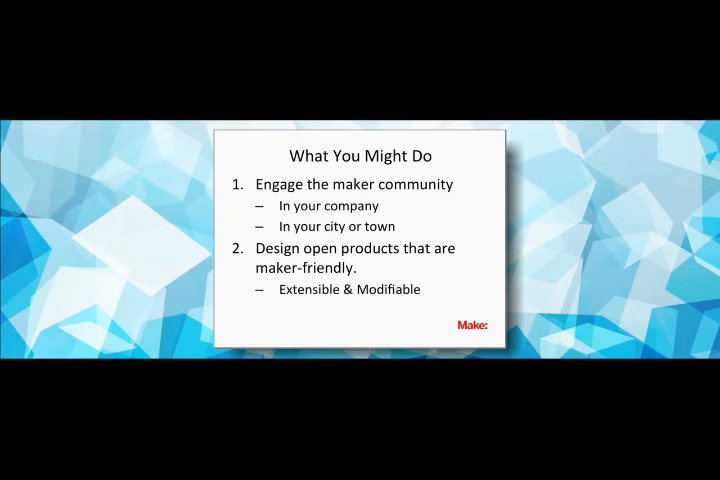 What You Might Do
1. Engage the maker community
– In your company
– In your city or town
2. Design open products that are
maker-friendly.
– Extensible & Modifiable
Make: